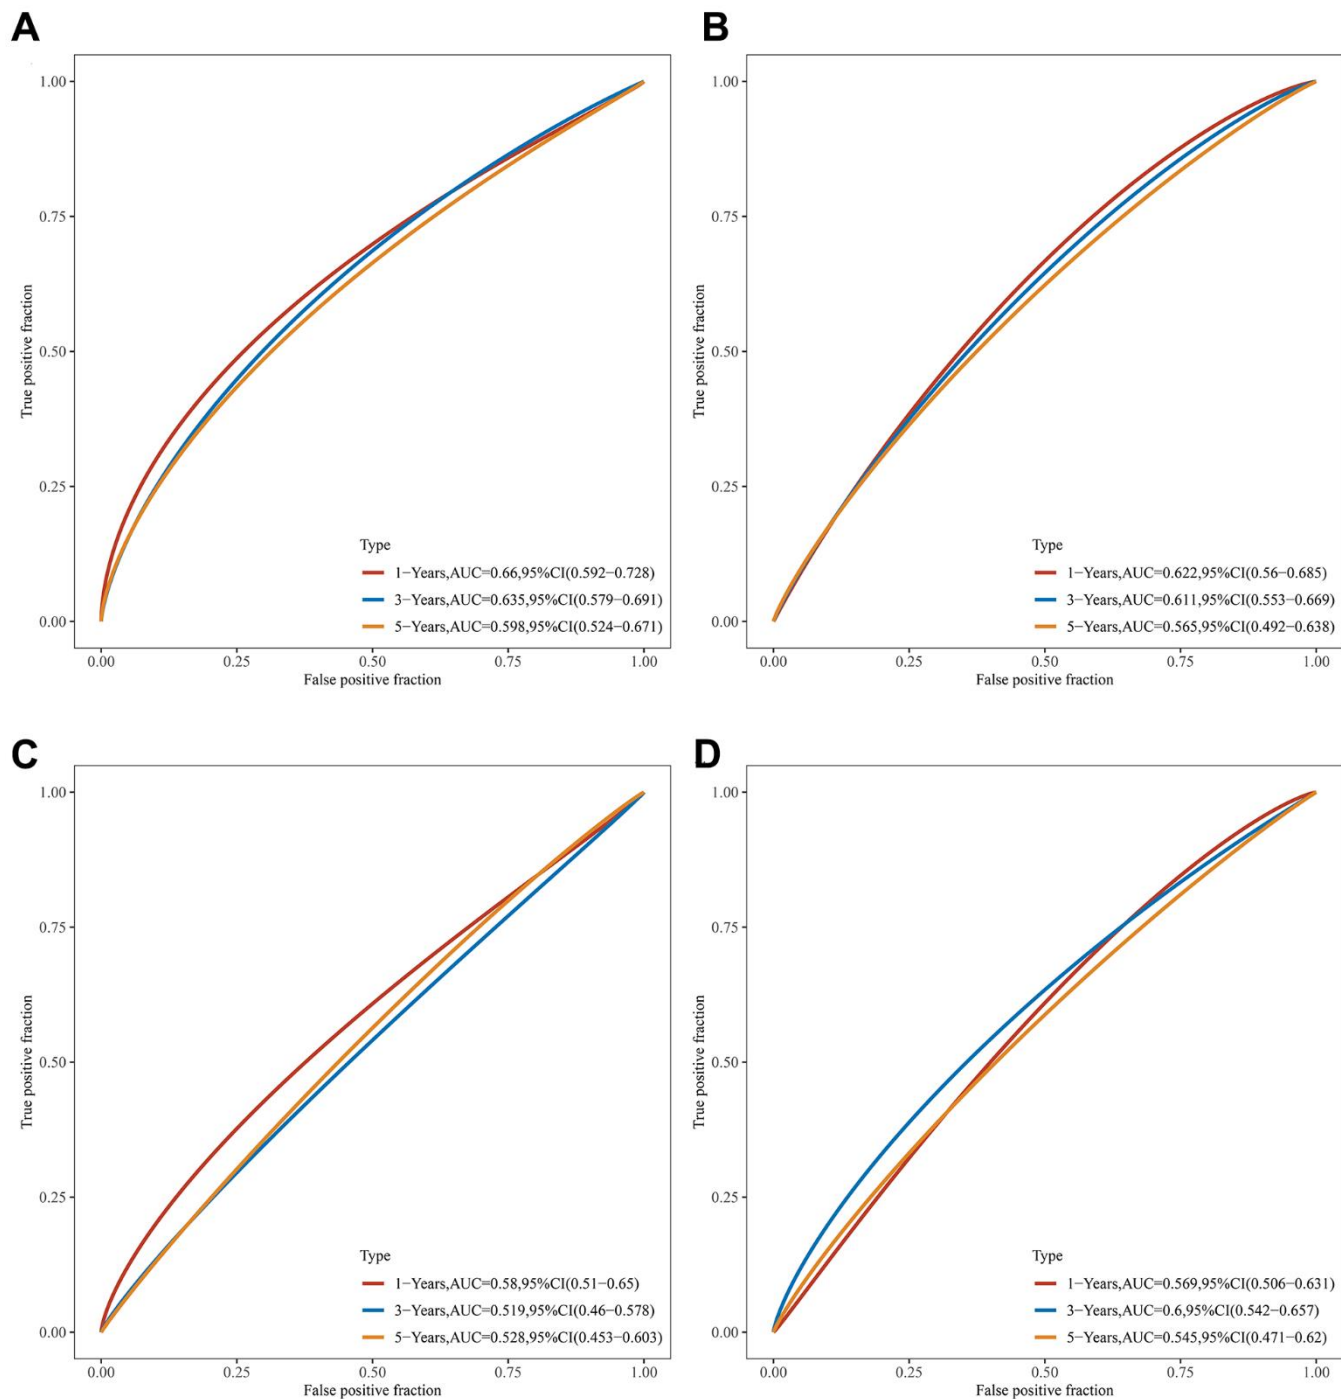 A
1.00
0.75
0.50
0.25
0.00
True positive fraction
Type
1−Years,AUC=0.66,95%CI(0.592−0.728)
3−Years,AUC=0.635,95%CI(0.579−0.691)
5−Years,AUC=0.598,95%CI(0.524−0.671)
0.00 0.25 0.50 0.75 1.00
False positive fraction
B
1.00
0.75
0.50
0.25
0.00
True positive fraction
Type
1−Years,AUC=0.622,95%CI(0.56−0.685)
3−Years,AUC=0.611,95%CI(0.553−0.669)
5−Years,AUC=0.565,95%CI(0.492−0.638)
0.00 0.25 0.50 0.75 1.00
False positive fraction
C
1.00
0.75
0.50
0.25
0.00
True positive fraction
Type
1−Years,AUC=0.58,95%CI(0.51−0.65)
3−Years,AUC=0.519,95%CI(0.46−0.578)
5−Years,AUC=0.528,95%CI(0.453−0.603)
0.00 0.25 0.50 0.75 1.00
False positive fraction
D
1.00
0.75
0.50
0.25
0.00
True positive fraction
Type
1−Years,AUC=0.569,95%CI(0.506−0.631)
3−Years,AUC=0.6,95%CI(0.542−0.657)
5−Years,AUC=0.545,95%CI(0.471−0.62)
0.00 0.25 0.50 0.75 1.00
False positive fraction